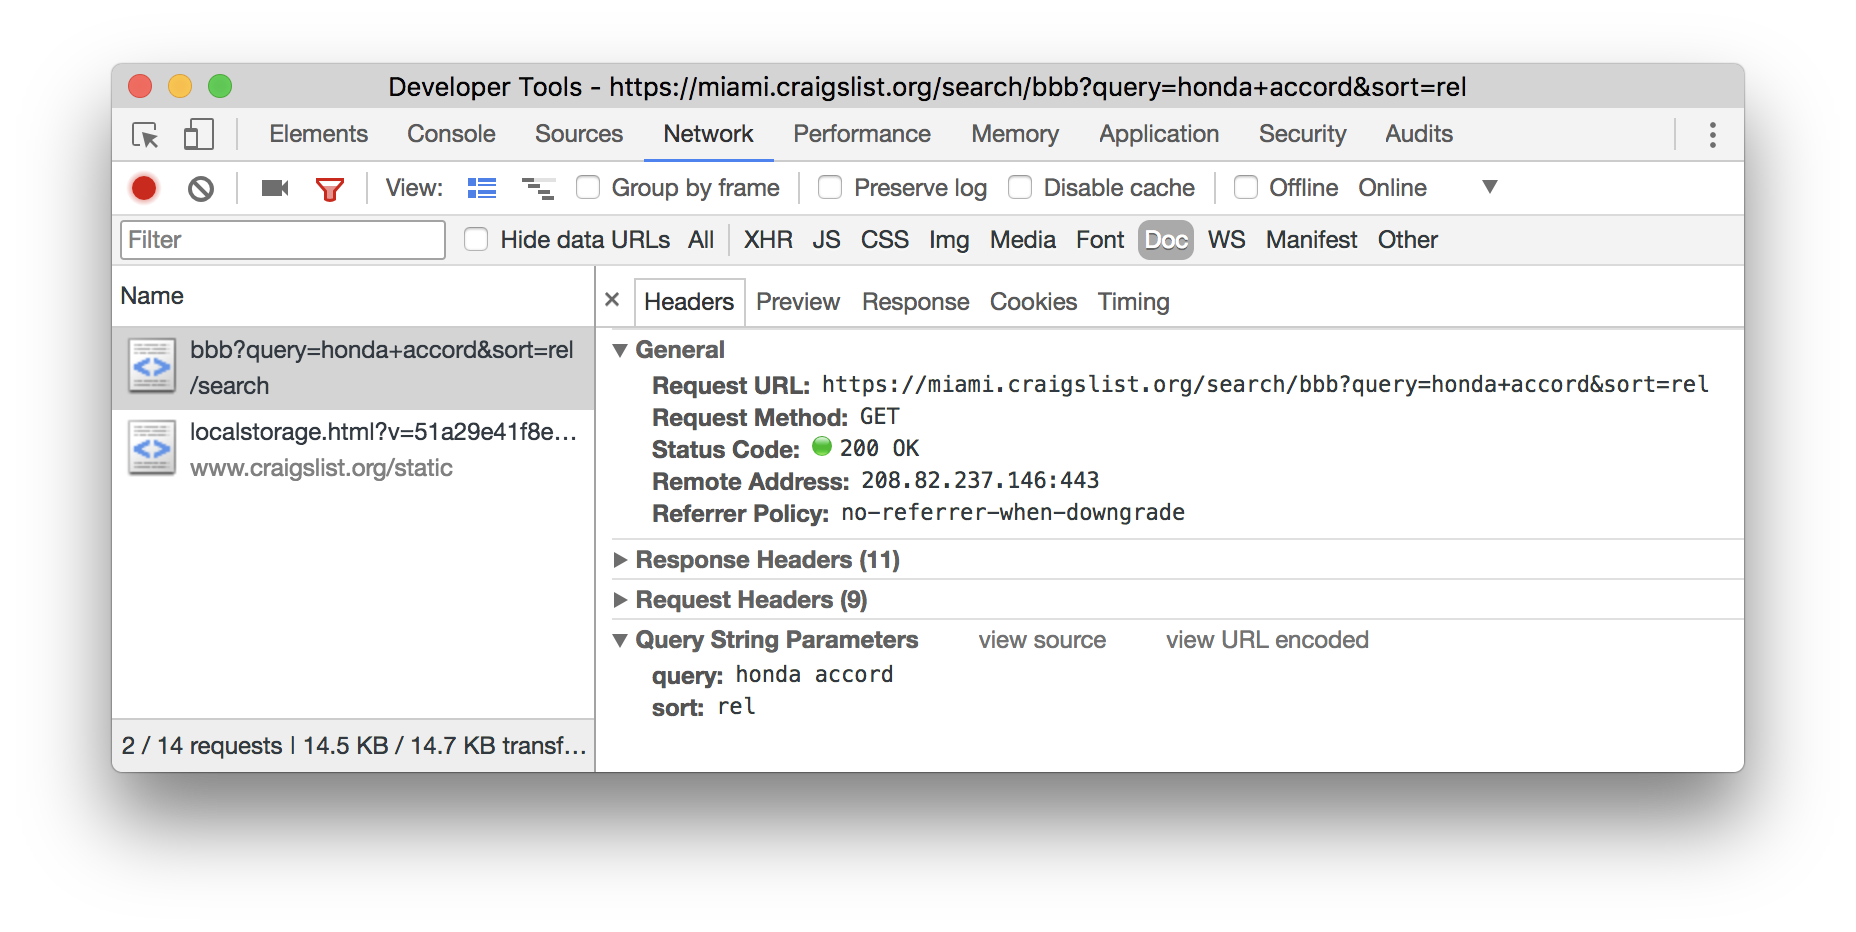 Developer Tools - https://miami.craigslist.org/search/bbb?query=honda+accord&sort=rel
Elements Console Sources Network Performance Memory Application Security Audits
View: Group by frame Preserve log Disable cache Offline Online
Filter Hide data URLs All XHR JS CSS Img Media Font Doc WS Manifest Other
Name
bbb?query=honda+accord&sort=rel
/search
localstorage.html?v=51a29e41f8e…
www.craigslist.org/static
2 / 14 requests | 14.5 KB / 14.7 KB transf…
× Headers Preview Response Cookies Timing
General
Request URL: https://miami.craigslist.org/search/bbb?query=honda+accord&sort=rel
Request Method: GET
Status Code: 200 OK
Remote Address: 208.82.237.146:443
Referrer Policy: no-referrer-when-downgrade
Response Headers (11)
Request Headers (9)
Query String Parameters view source view URL encoded
query: honda accord
sort: rel